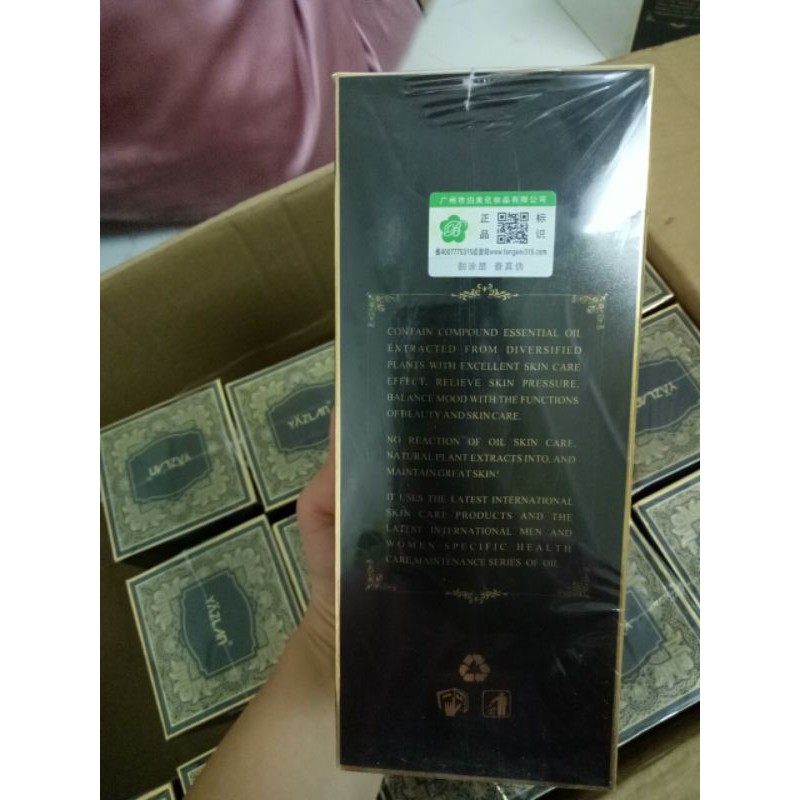 广州市伯美化妆品有限公司
正品
标识
刮涂层 查真伪
CONTAIN COMPOUND ESSENTIAL OIL
EXTRACTED FROM DIVERSIFIED
PLANTS WITH EXCELLENT SKIN CARE
EFFECT, RELIEVE SKIN PRESSURE,
BALANCE MOOD WITH THE FUNCTIONS
OF BEAUTY AND SKIN CARE.
NO REACTION OF OIL SKIN CARE,
NATURAL PLANT EXTRACTS INTO, AND
MAINTAIN GREAT SKIN!
IT USES THE LATEST INTERNATIONAL
SKIN CARE PRODUCTS AND THE
LATEST INTERNATIONAL MEN AND
WOMEN SPECIFIC HEALTH
CARE,MAINTENANCE SERIES OF OIL
YAZLAN
YAZLAN
YAZLAN
YAZLAN